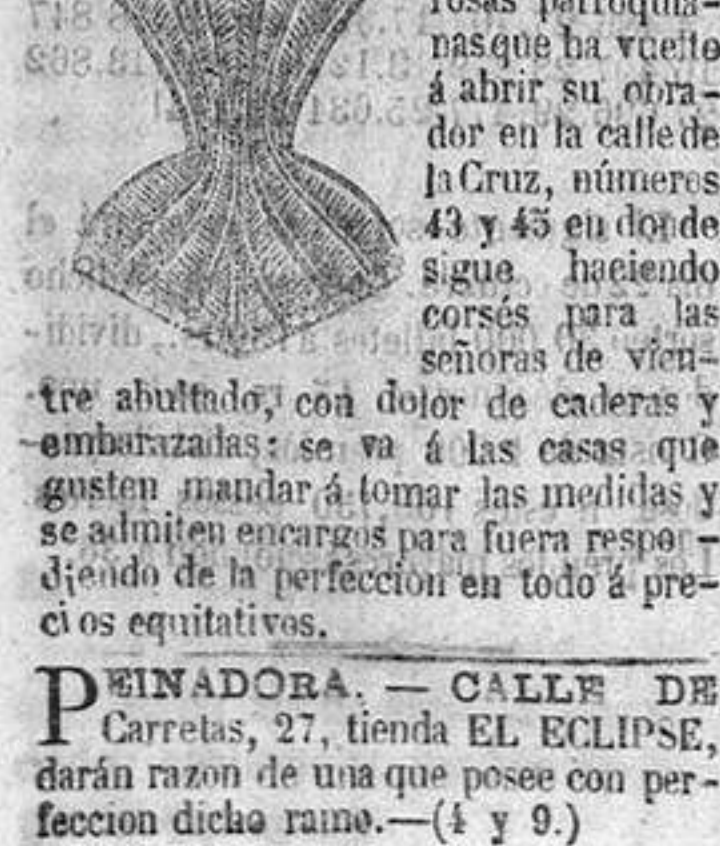 rosas parroquia-
nas que ha vuelto
á abrir su obra-
dor en la calle de
la Cruz, números
43 y 45 en donde
sigue haciendo
corsés para las
señoras de vien-
tre abultado, con dolor de caderas y
embarazadas: se va á las casas que
gusten mandar á tomar las medidas y
se admiten encargos para fuera respon-
diendo de la perfeccion en todo á pre-
cios equitativos.
PEINADORA. — CALLE DE
Carretas, 27, tienda EL ECLIPSE,
darán razon de una que posee con per-
feccion dicho ramo.—(4 y 9.)